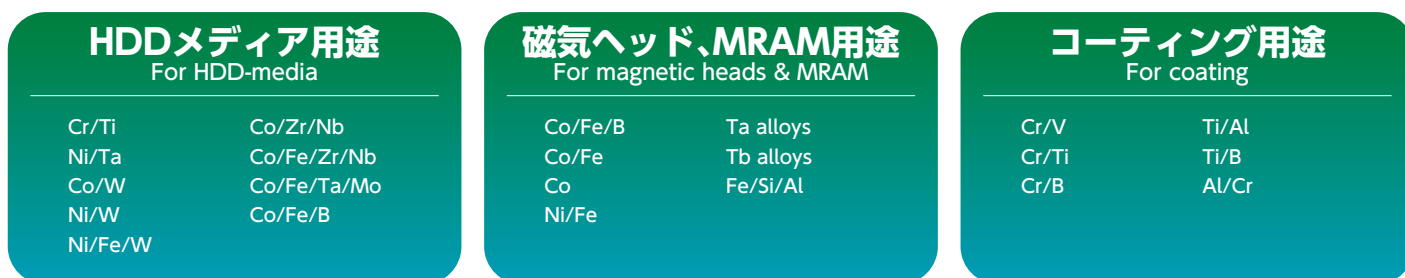 HDDメディア用途
For HDD-media
Cr/Ti
Ni/Ta
Co/W
Ni/W
Ni/Fe/W
Co/Zr/Nb
Co/Fe/Zr/Nb
Co/Fe/Ta/Mo
Co/Fe/B
磁気ヘッド、MRAM用途
For magnetic heads & MRAM
Co/Fe/B
Co/Fe
Co
Ni/Fe
Ta alloys
Tb alloys
Fe/Si/Al
コーティング用途
For coating
Cr/V
Cr/Ti
Cr/B
Ti/Al
Ti/B
Al/Cr